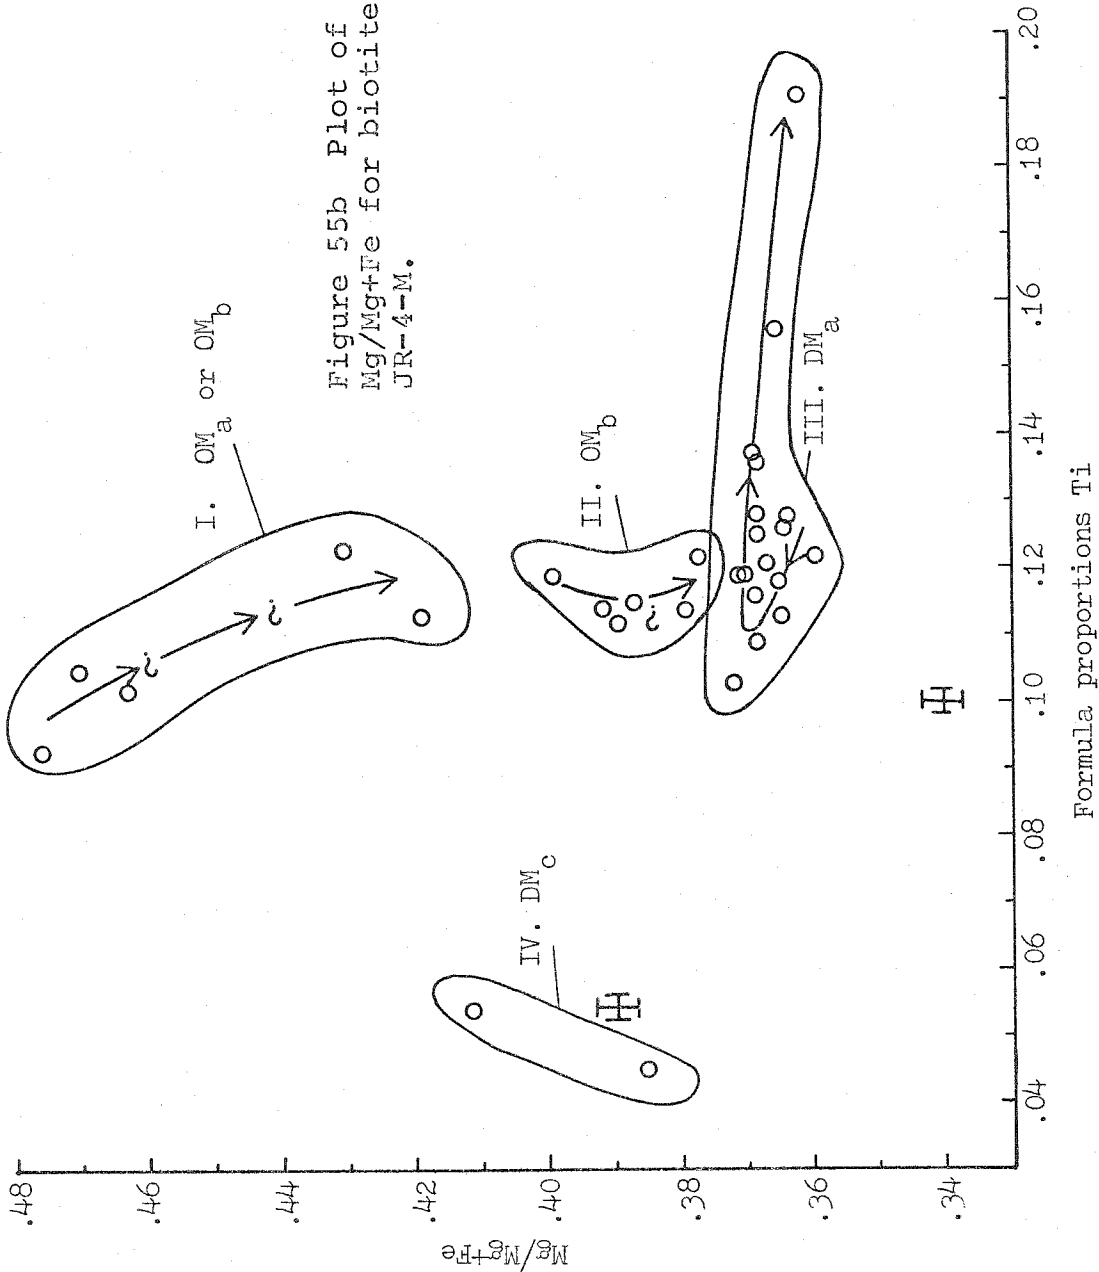 Figure 55b Plot of
Mg/Mg+Fe for biotite
JR-4-M.
I. OMa or OMb
?
?
II. OMb
?
III. DMa
IV. DMc
Mg/Mg+Fe
.48
.46
.44
.42
.40
.38
.36
.34
.04
.06
.08
.10
.12
.14
.16
.18
.20
Formula proportions Ti